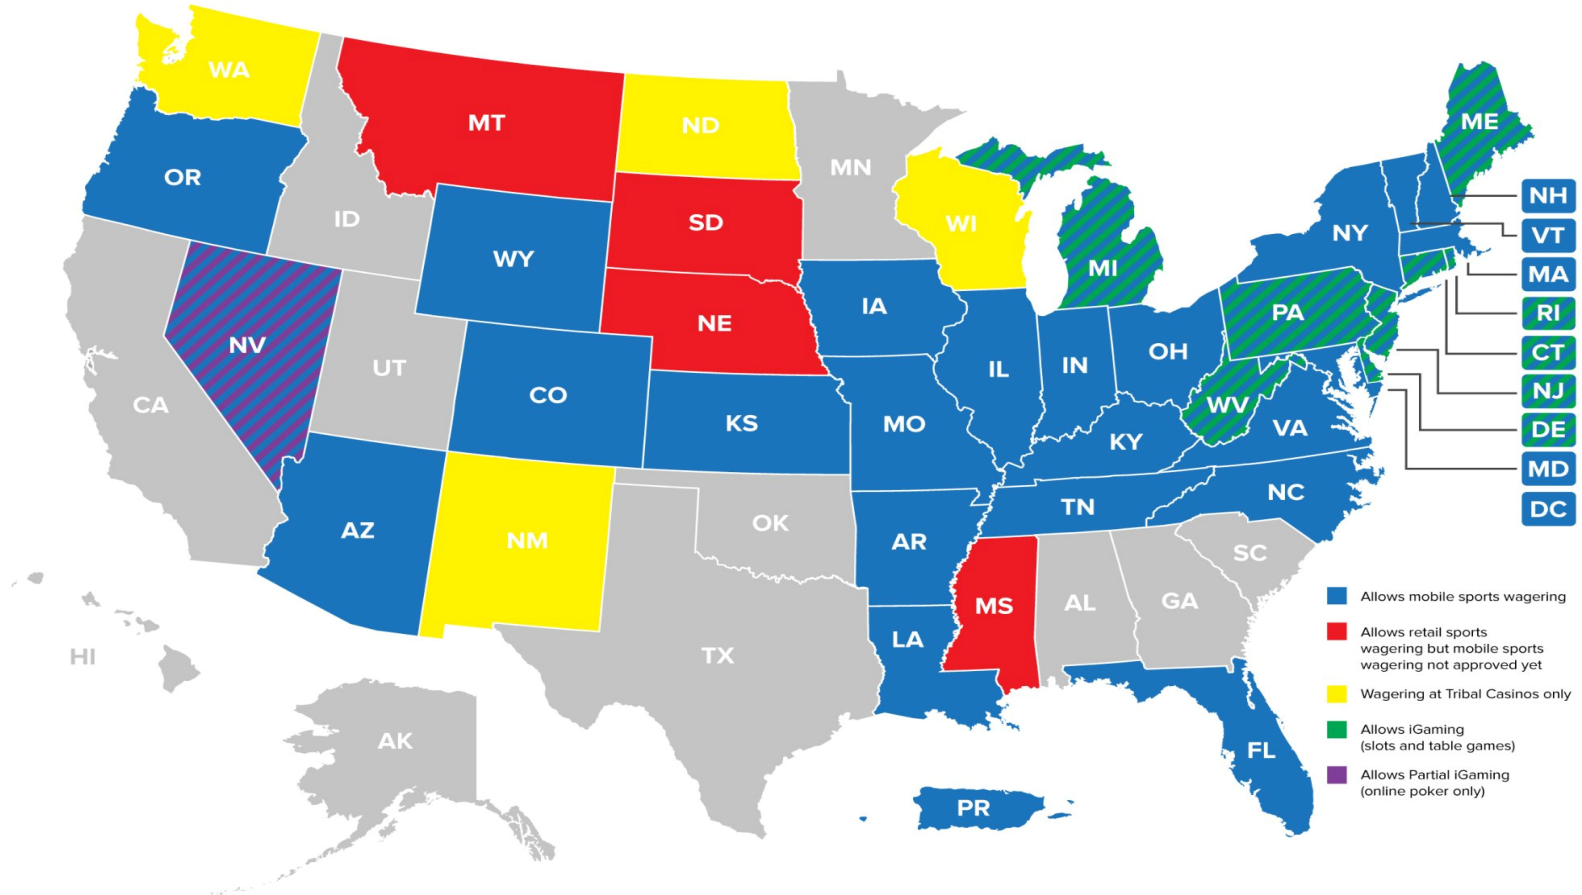 WA
MT
ND
MN
ME
OR
ID
SD
WI
NH
WY
NY
VT
MI
MA
IA
NE
PA
RI
NV
OH
CT
UT
IL
IN
NJ
CA
CO
WV
DE
KS
MO
VA
KY
MD
NC
TN
DC
AZ
NM
OK
AR
SC
MS
AL
GA
LA
TX
HI
AK
FL
PR
Allows mobile sports wagering
Allows retail sports
wagering but mobile sports
wagering not approved yet
Wagering at Tribal Casinos only
Allows iGaming
(slots and table games)
Allows Partial iGaming
(online poker only)